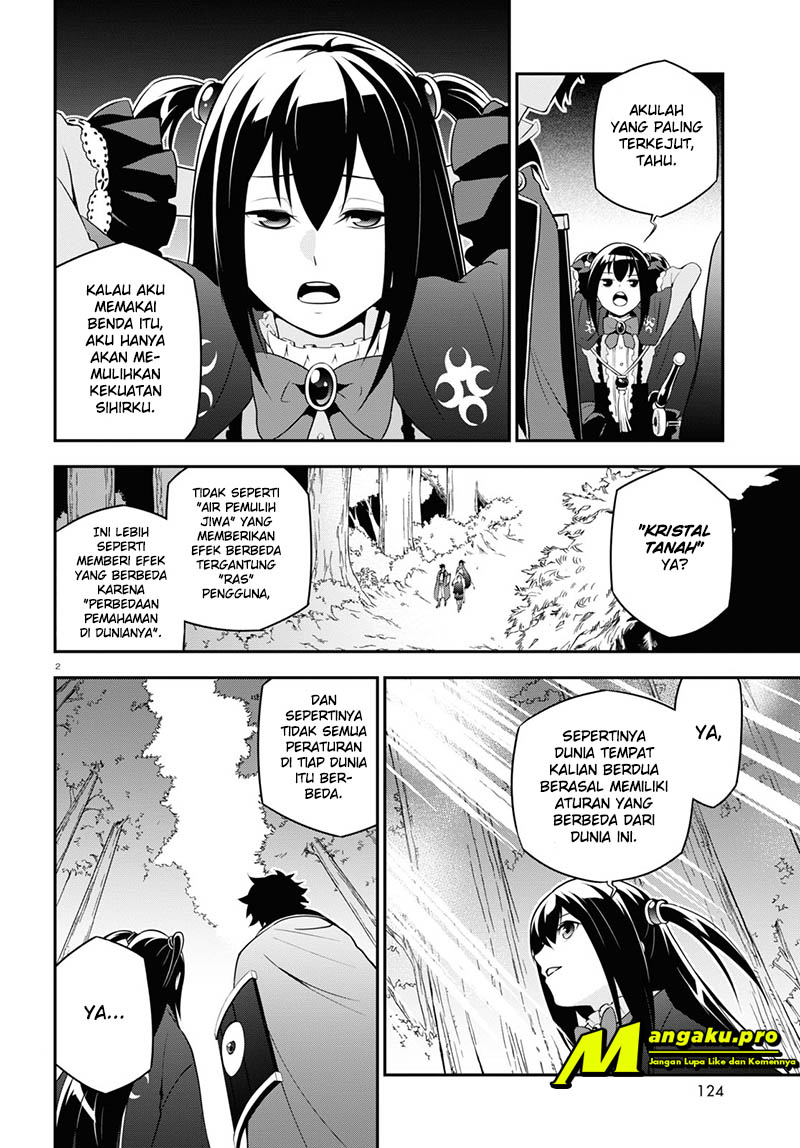 AKULAH
YANG PALING
TERKEJUT,
TAHU.
KALAU AKU
MEMAKAI
BENDA ITU,
AKU HANYA
AKAN ME-
MULIHKAN
KEKUATAN
SIHIRKU.
"KRISTAL
TANAH"
YA?
TIDAK SEPERTI
"AIR PEMULIH
JIWA" YANG
MEMBERIKAN
EFEK BERBEDA
TERGANTUNG
"RAS"
PENGGUNA,
INI LEBIH
SEPERTI
MEMBERI EFEK
YANG BERBEDA
KARENA
"PERBEDAAN
PEMAHAMAN
DI DUNIANYA".
2
YA,
SEPERTINYA
DUNIA TEMPAT
KALIAN BERDUA
BERASAL MEMILIKI
ATURAN YANG
BERBEDA DARI
DUNIA INI.
DAN
SEPERTINYA
TIDAK SEMUA
PERATURAN
DI TIAP DUNIA
ITU BER-
BEDA.
YA...
Mangaku.pro
Jangan Lupa Like dan Komennya
124